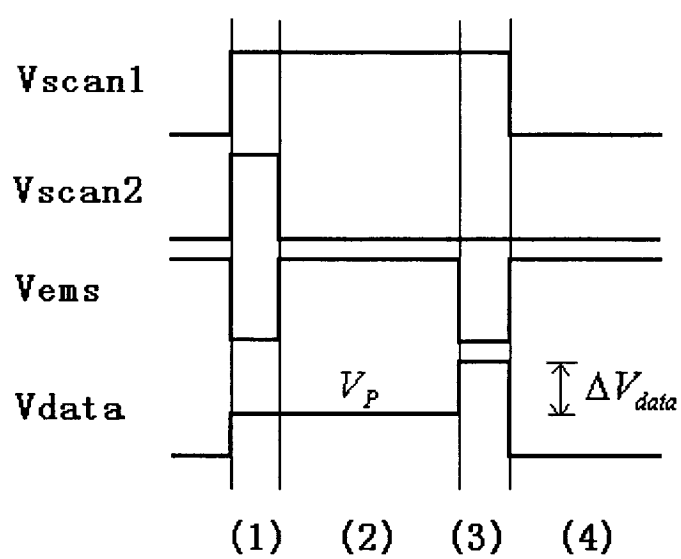 Vscan1
Vscan2
Vems
Vdata
V_P
ΔV_data
(1) (2) (3) (4)